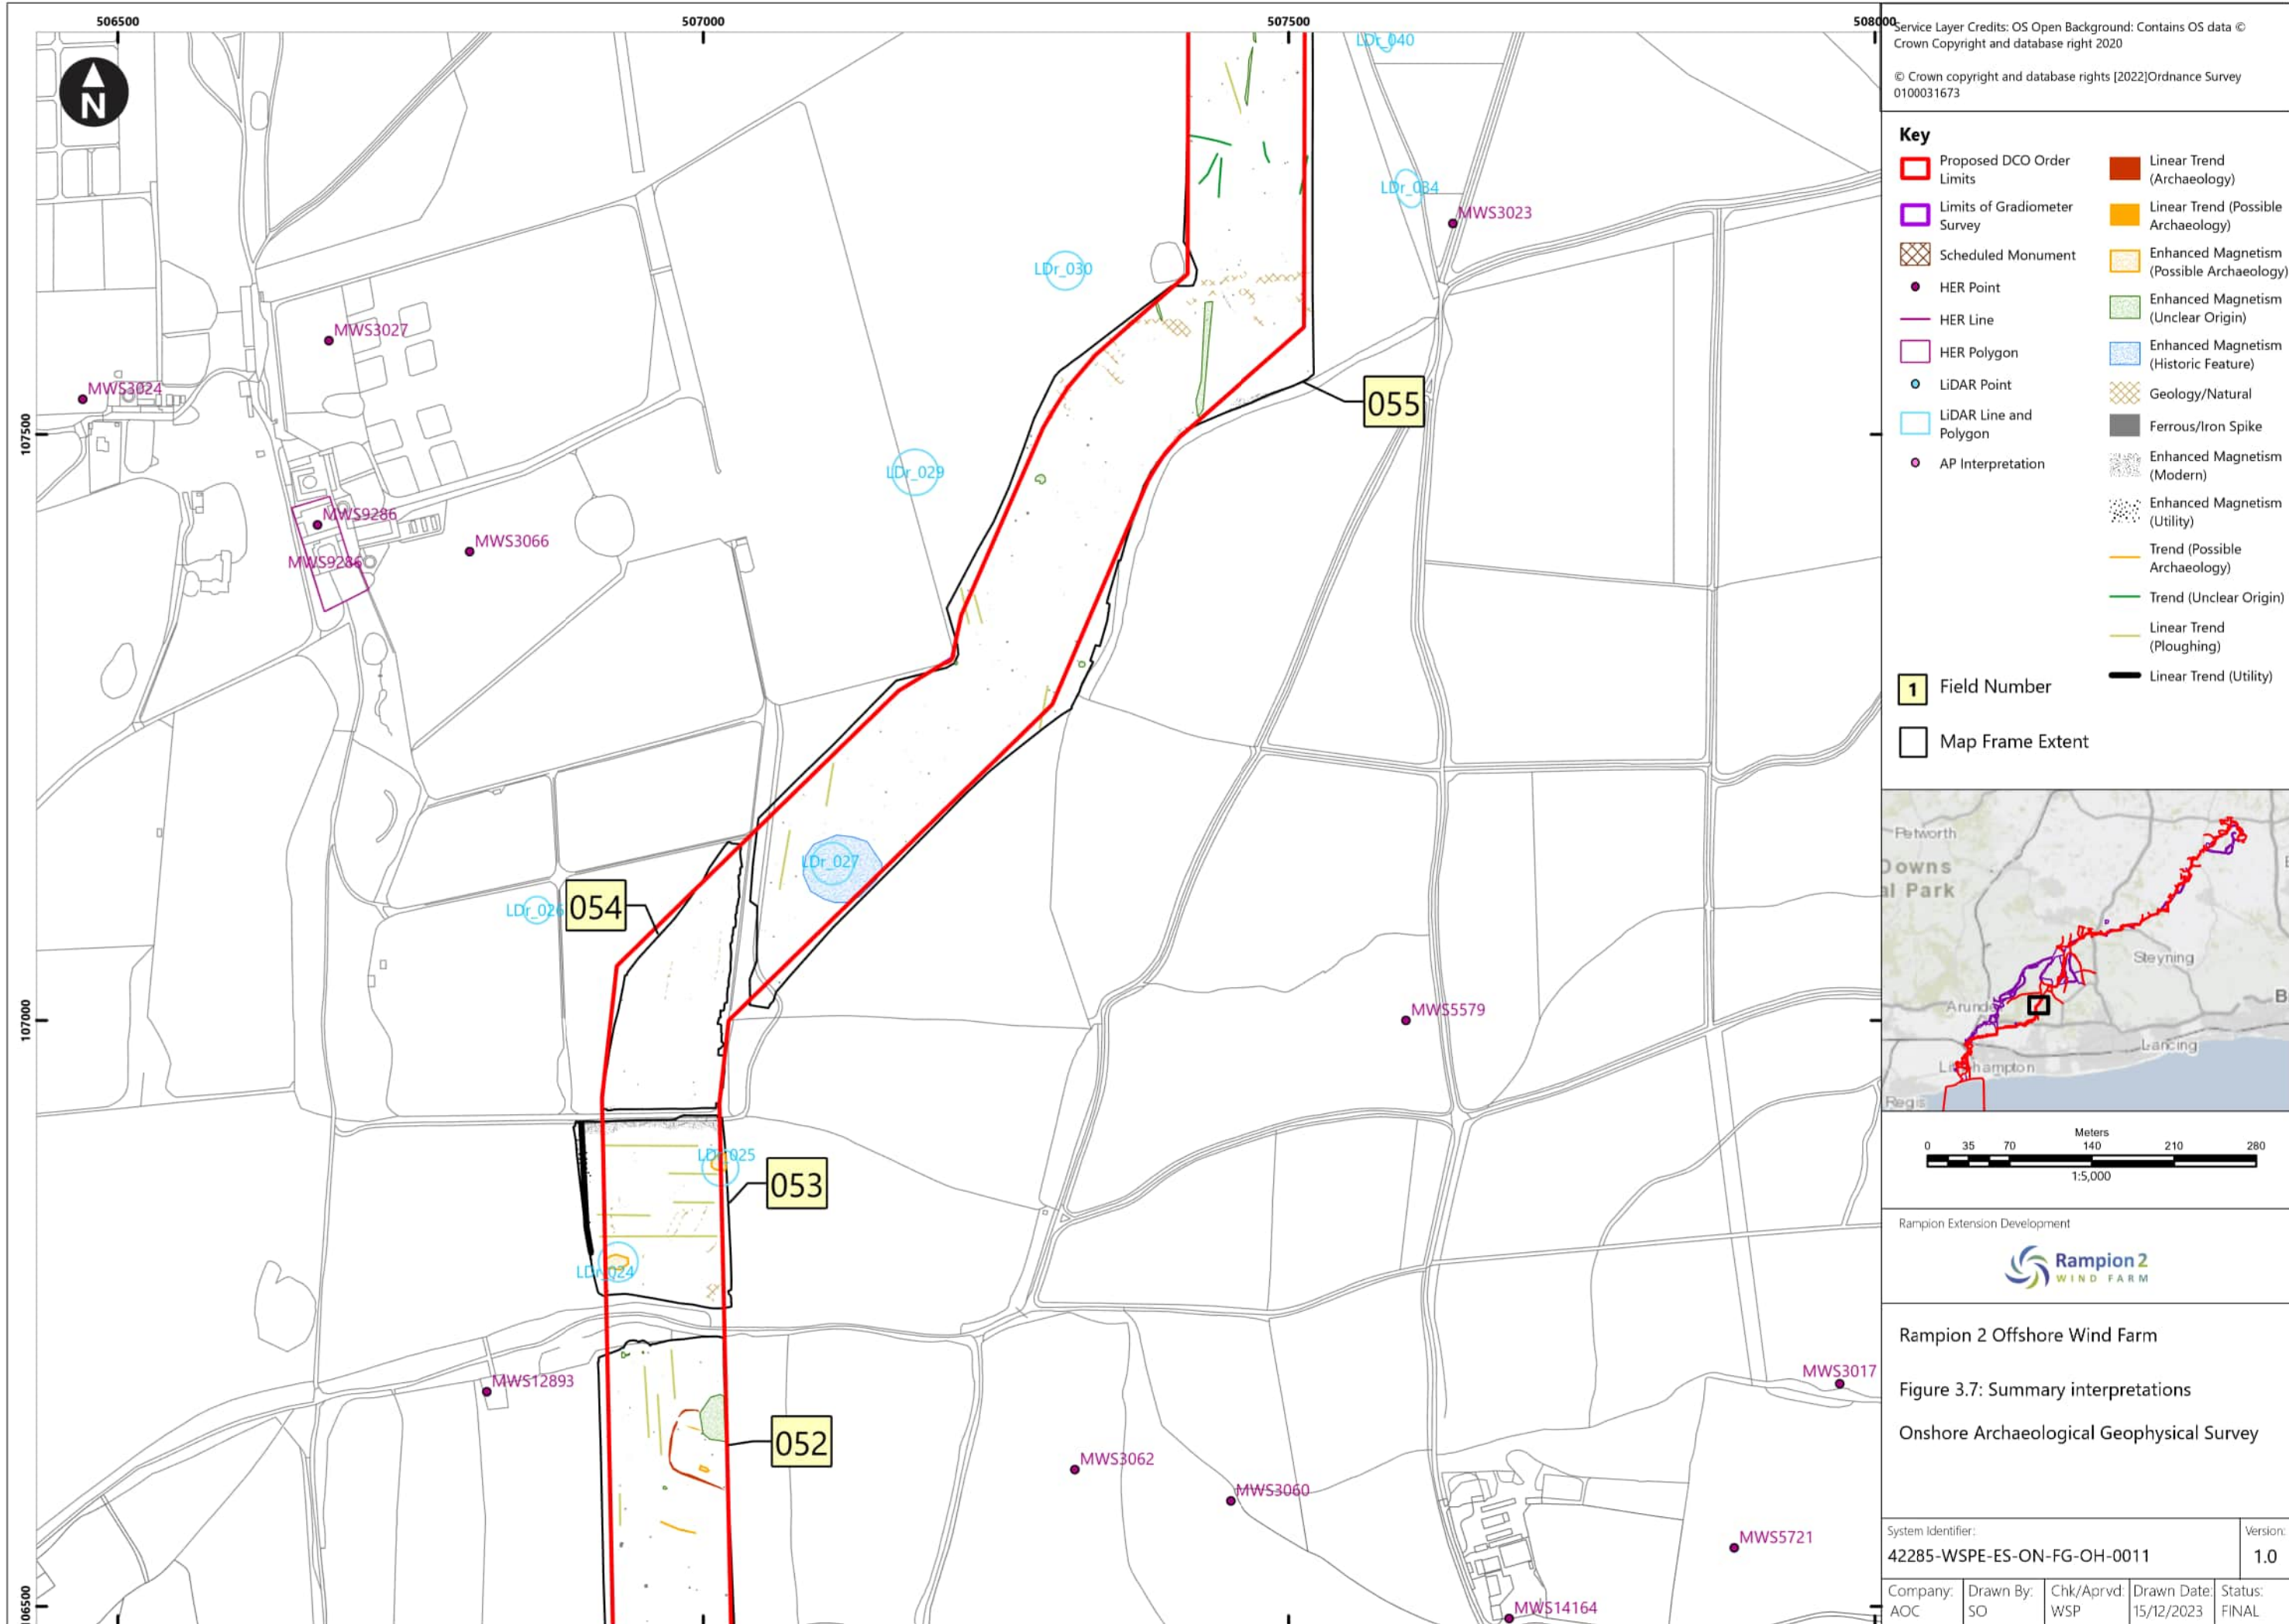 506500
507000
507500
508000
107500
107000
106500
N
LDr_040
LDr_034
MWS3023
LDr_030
MWS3027
MWS3024
055
LDr_029
MWS9286
MWS3066
MWS9286
LDr_027
054
LDr_026
MWS5579
LDr_025
053
LDr_024
MWS12893
MWS3017
052
MWS3062
MWS3060
MWS5721
MWS14164
Service Layer Credits: OS Open Background: Contains OS data ©
Crown Copyright and database right 2020
© Crown copyright and database rights [2022]Ordnance Survey
0100031673
Key
Proposed DCO Order
Limits
Limits of Gradiometer
Survey
Scheduled Monument
HER Point
HER Line
HER Polygon
LiDAR Point
LiDAR Line and
Polygon
AP Interpretation
Linear Trend
(Archaeology)
Linear Trend (Possible
Archaeology)
Enhanced Magnetism
(Possible Archaeology)
Enhanced Magnetism
(Unclear Origin)
Enhanced Magnetism
(Historic Feature)
Geology/Natural
Ferrous/Iron Spike
Enhanced Magnetism
(Modern)
Enhanced Magnetism
(Utility)
Trend (Possible
Archaeology)
Trend (Unclear Origin)
Linear Trend
(Ploughing)
Linear Trend (Utility)
1 Field Number
Map Frame Extent
Petworth
Downs
al Park
Steyning
Arunde
B
Lancing
Li hampton
Regis
Meters
0 35 70 140 210 280
1:5,000
Rampion Extension Development
Rampion 2
WIND FARM
Rampion 2 Offshore Wind Farm
Figure 3.7: Summary interpretations
Onshore Archaeological Geophysical Survey
System Identifier:
42285-WSPE-ES-ON-FG-OH-0011
Version:
1.0
Company:
AOC
Drawn By:
SO
Chk/Aprvd:
WSP
Drawn Date:
15/12/2023
Status:
FINAL